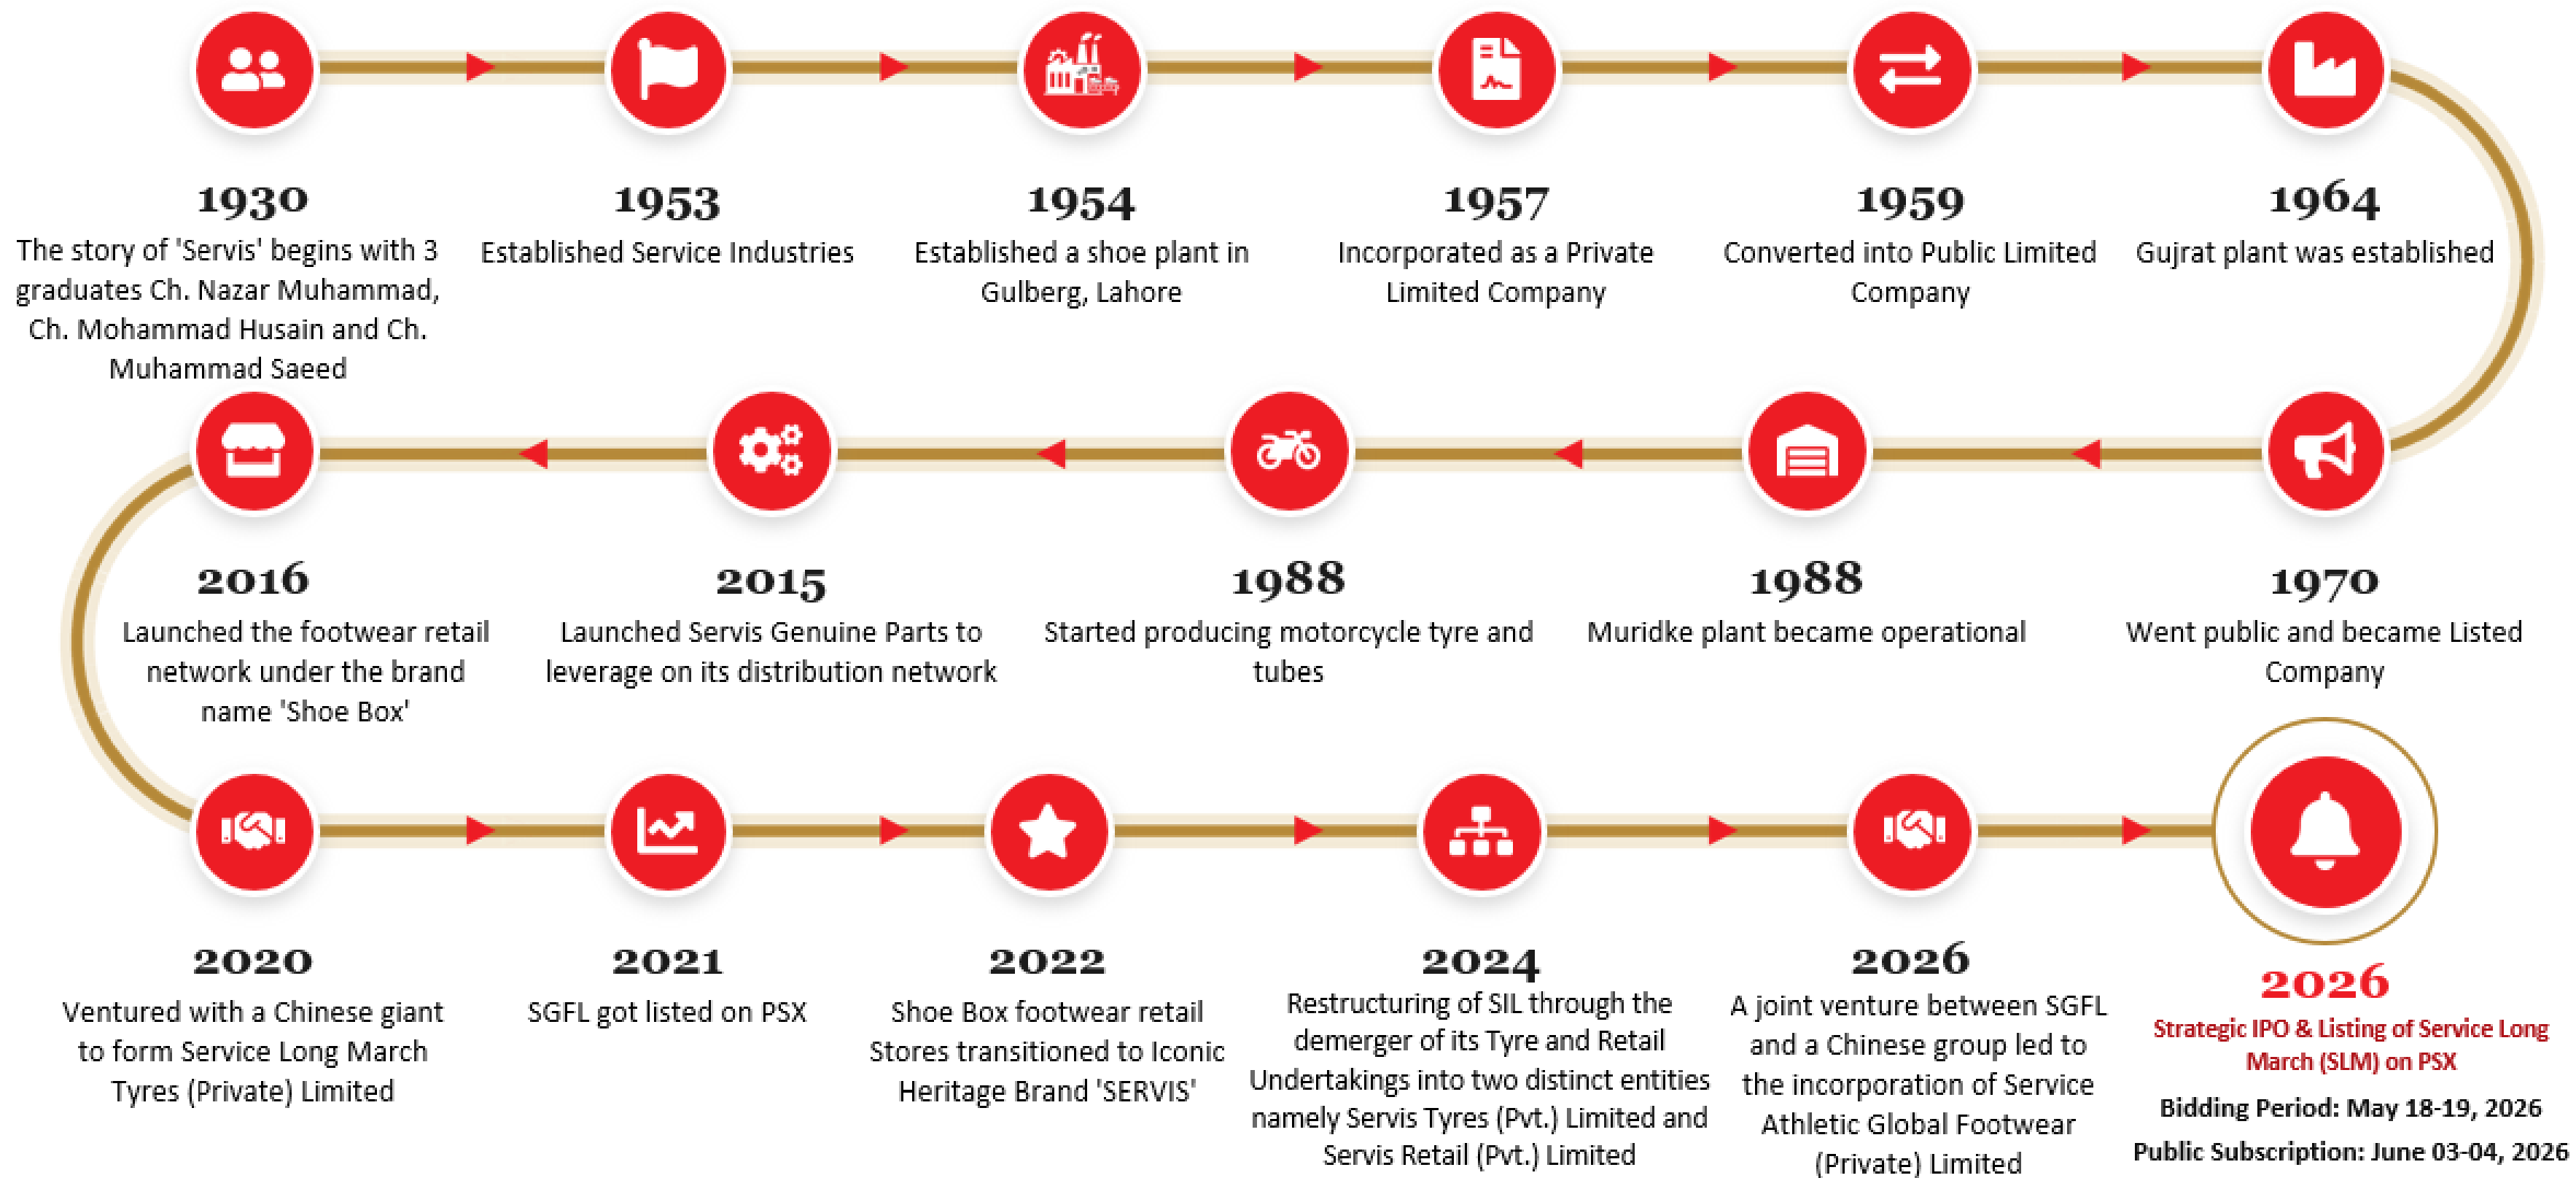 1930
The story of 'Servis' begins with 3
graduates Ch. Nazar Muhammad,
Ch. Mohammad Husain and Ch.
Muhammad Saeed
1953
Established Service Industries
1954
Established a shoe plant in
Gulberg, Lahore
1957
Incorporated as a Private
Limited Company
1959
Converted into Public Limited
Company
1964
Gujrat plant was established
1970
Went public and became Listed
Company
1988
Muridke plant became operational
1988
Started producing motorcycle tyre and
tubes
2015
Launched Servis Genuine Parts to
leverage on its distribution network
2016
Launched the footwear retail
network under the brand
name 'Shoe Box'
2020
Ventured with a Chinese giant
to form Service Long March
Tyres (Private) Limited
2021
SGFL got listed on PSX
2022
Shoe Box footwear retail
Stores transitioned to Iconic
Heritage Brand 'SERVIS'
2024
Restructuring of SIL through the
demerger of its Tyre and Retail
Undertakings into two distinct entities
namely Servis Tyres (Pvt.) Limited and
Servis Retail (Pvt.) Limited
2026
A joint venture between SGFL
and a Chinese group led to
the incorporation of Service
Athletic Global Footwear
(Private) Limited
2026
Strategic IPO & Listing of Service Long
March (SLM) on PSX
Bidding Period: May 18-19, 2026
Public Subscription: June 03-04, 2026